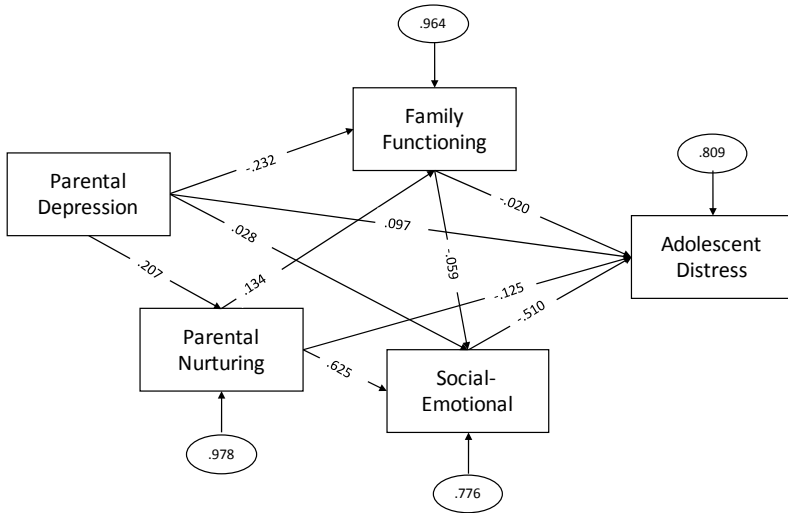 .964
Family
Functioning
.809
Parental
Depression
-.232
-.020
.028
.097
Adolescent
Distress
.207
.134
-.059
-.125
-.510
Parental
Nurturing
.625
Social-
Emotional
.978
.776